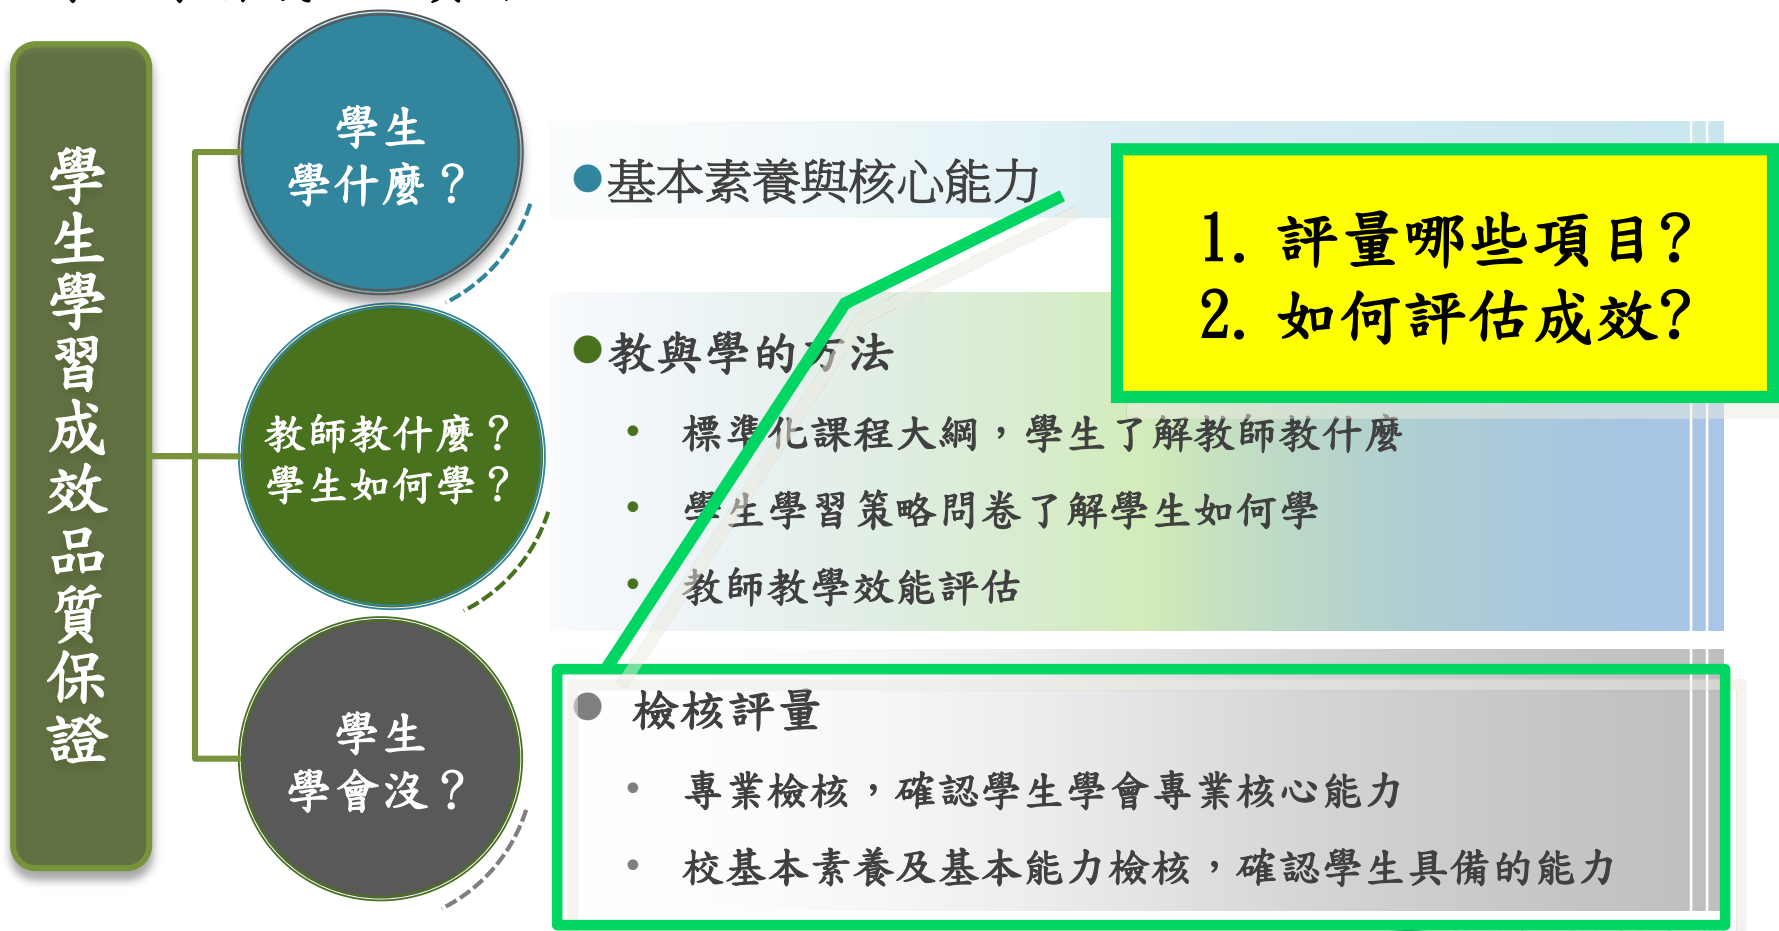 學生學習成效品質保證
學生
學什麼？
基本素養與核心能力
1. 評量哪些項目?
2. 如何評估成效?
教師教什麼？
學生如何學？
教與學的方法
標準化課程大綱，學生了解教師教什麼
學生學習策略問卷了解學生如何學
教師教學效能評估
學生
學會沒？
檢核評量
專業檢核，確認學生學會專業核心能力
校基本素養及基本能力檢核，確認學生具備的能力